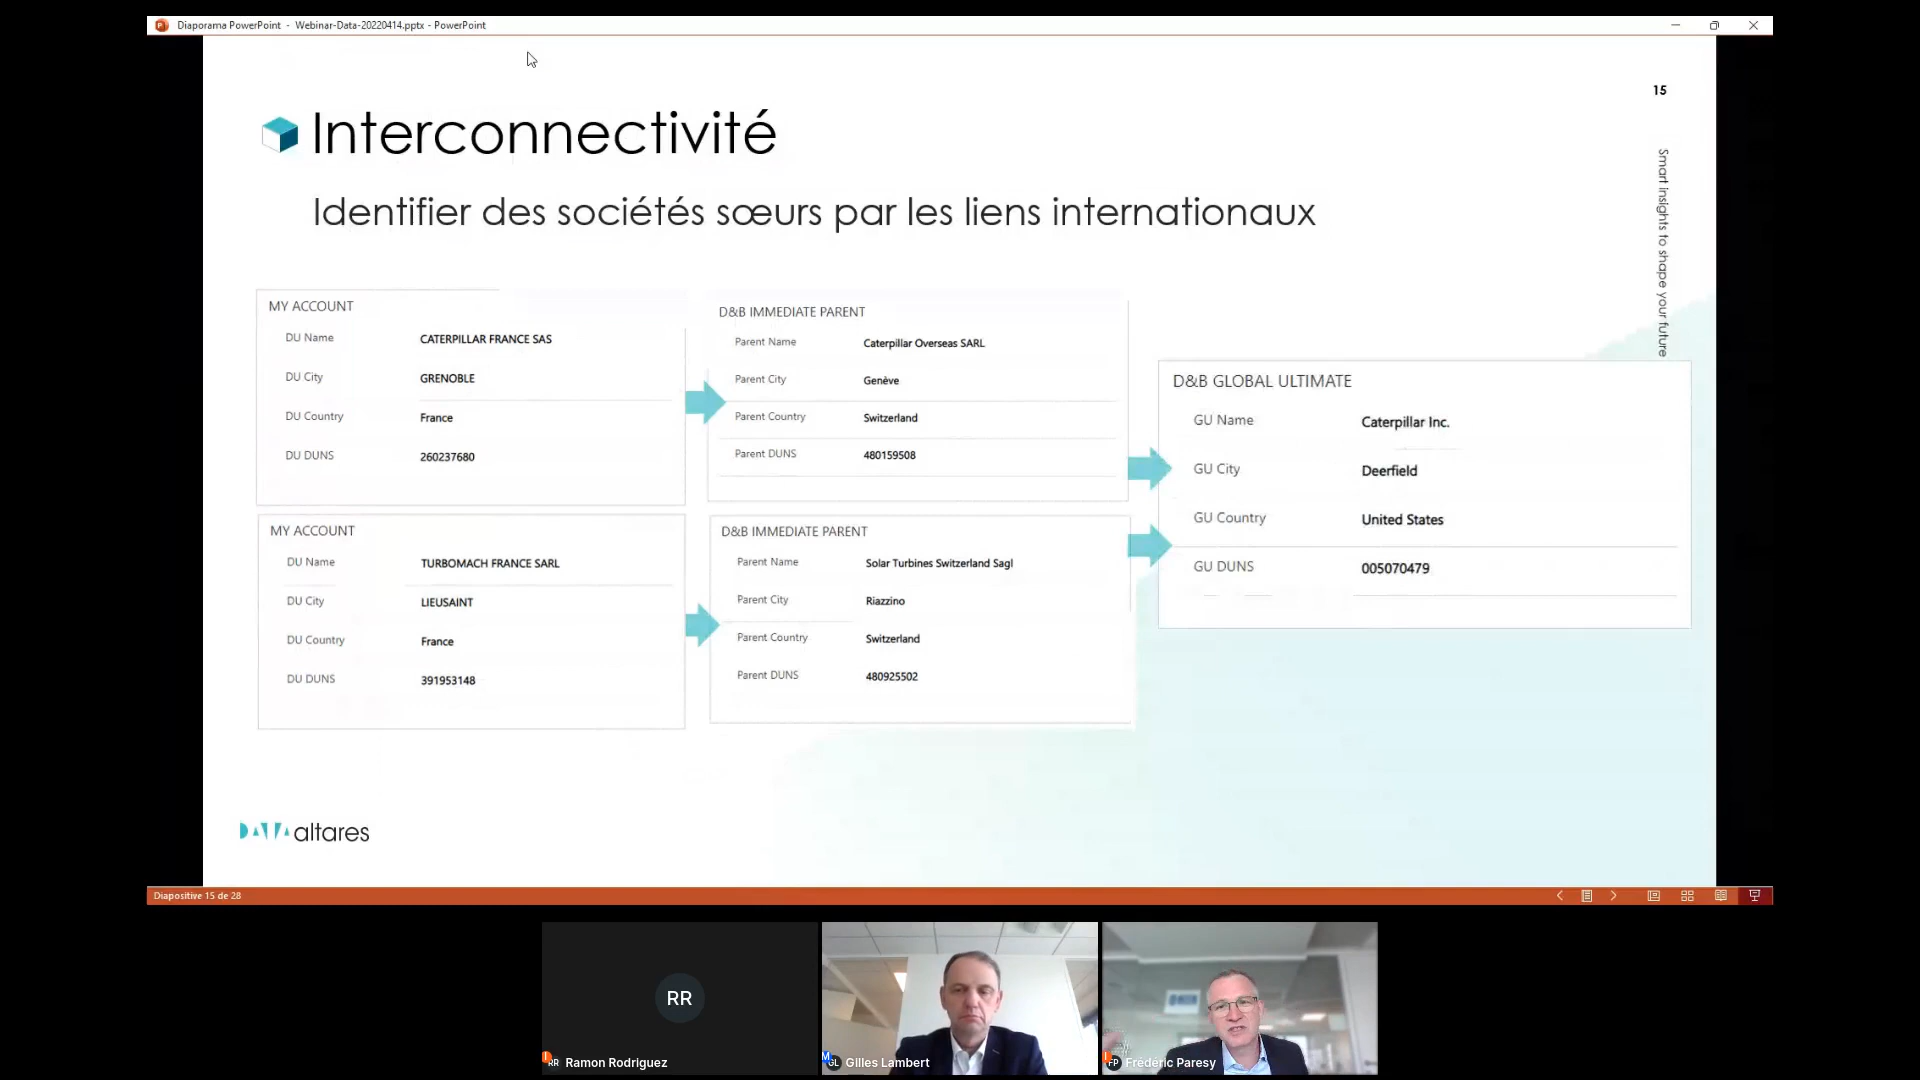 Diaporama PowerPoint - Webinar-Data-20220414.pptx - PowerPoint
15
Interconnectivité
Identifier des sociétés sœurs par les liens internationaux
Smart insights to shape your future
MY ACCOUNT
DU Name CATERPILLAR FRANCE SAS
DU City GRENOBLE
DU Country France
DU DUNS 260237680
D&B IMMEDIATE PARENT
Parent Name Caterpillar Overseas SARL
Parent City Genève
Parent Country Switzerland
Parent DUNS 480159508
MY ACCOUNT
DU Name TURBOMACH FRANCE SARL
DU City LIEUSAINT
DU Country France
DU DUNS 391953148
D&B IMMEDIATE PARENT
Parent Name Solar Turbines Switzerland Sagl
Parent City Riazzino
Parent Country Switzerland
Parent DUNS 480925502
D&B GLOBAL ULTIMATE
GU Name Caterpillar Inc.
GU City Deerfield
GU Country United States
GU DUNS 005070479
DATA altares
Diapositive 15 de 28
RR
RR Ramon Rodriguez
GL Gilles Lambert
FP Frédéric Paresy